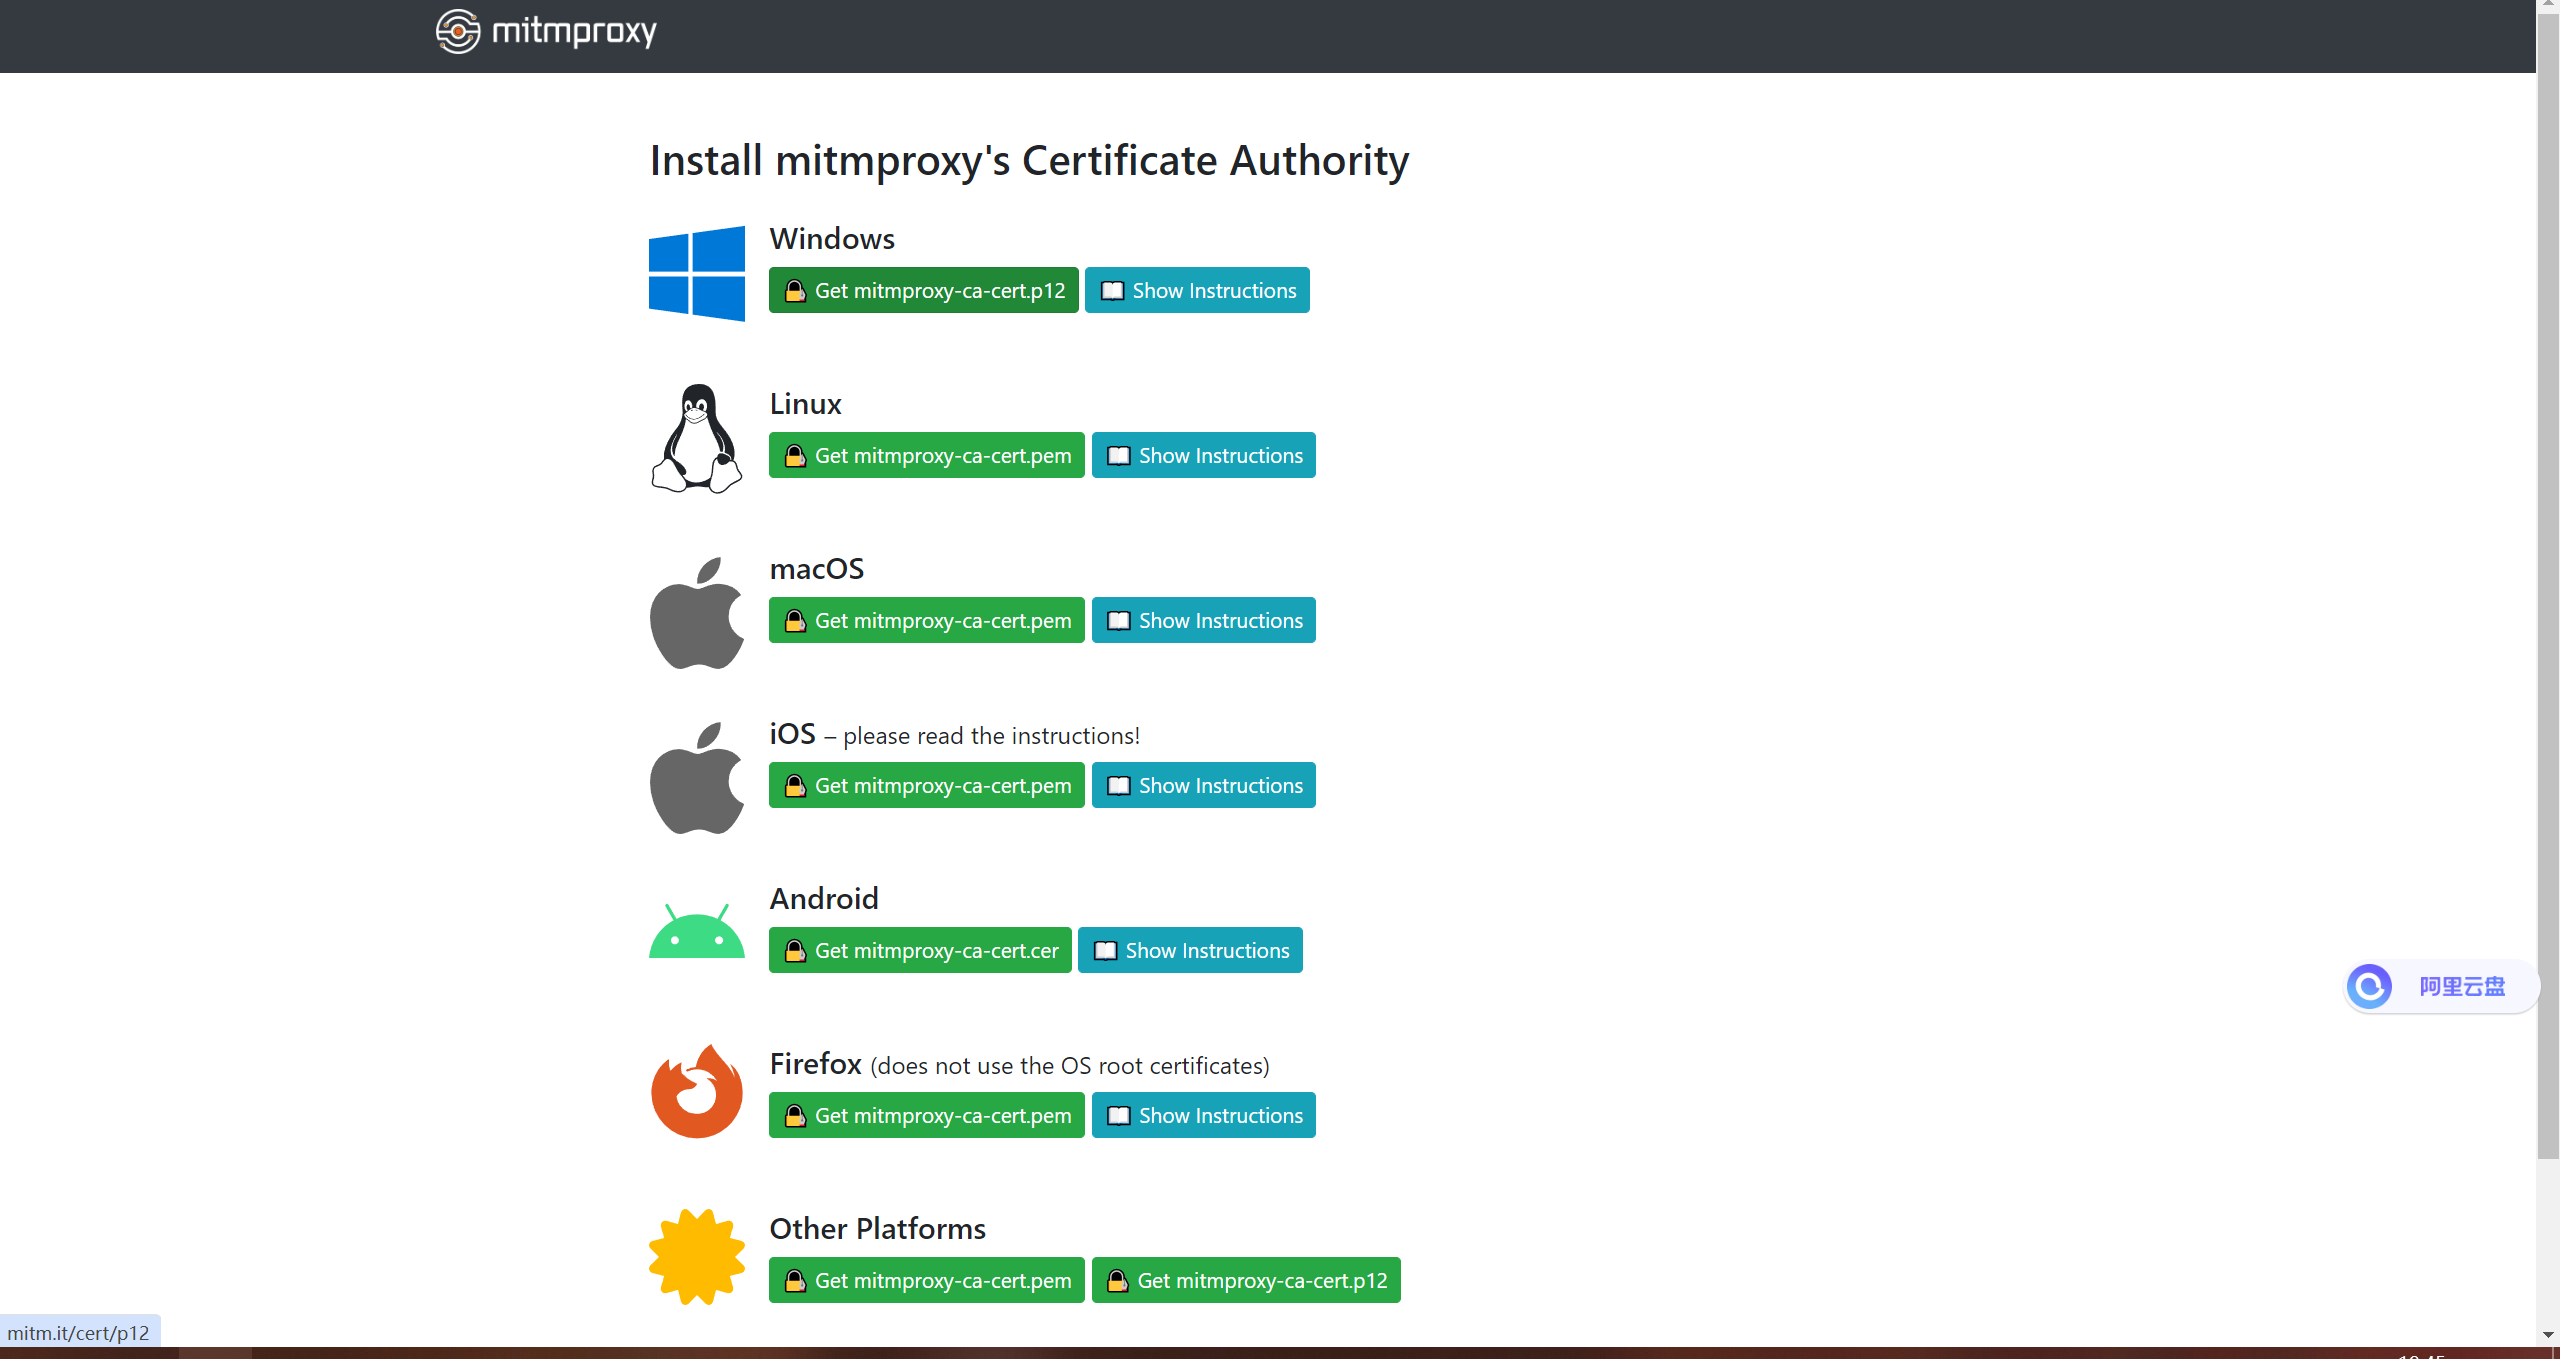 mitmproxy
Install mitmproxy's Certificate Authority
Windows
Get mitmproxy-ca-cert.p12 Show Instructions
Linux
Get mitmproxy-ca-cert.pem Show Instructions
macOS
Get mitmproxy-ca-cert.pem Show Instructions
iOS – please read the instructions!
Get mitmproxy-ca-cert.pem Show Instructions
Android
Get mitmproxy-ca-cert.cer Show Instructions
阿里云盘
Firefox (does not use the OS root certificates)
Get mitmproxy-ca-cert.pem Show Instructions
Other Platforms
Get mitmproxy-ca-cert.pem Get mitmproxy-ca-cert.p12
mitm.it/cert/p12